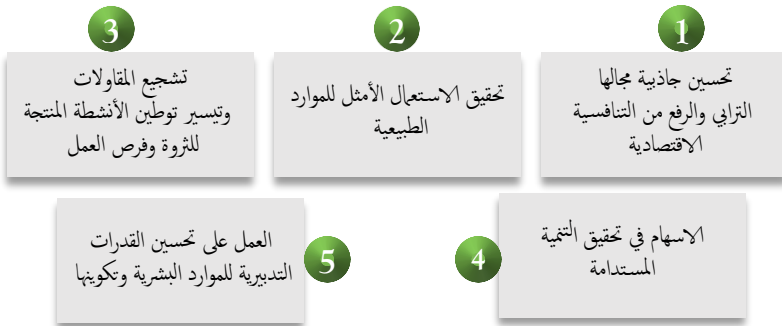 1
تحسين جاذبية مجالها
الترابي والرفع من التنافسية
الاقتصادية
2
تحقيق الاستعمال الأمثل للموارد
الطبيعية
3
تشجيع المقاولات
وتيسير توطين الأنشطة المنتجة
للثروة وفرص العمل
4
الاسهام في تحقيق التنمية
المستدامة
5
العمل على تحسين القدرات
التدبيرية للموارد البشرية وتكوينها